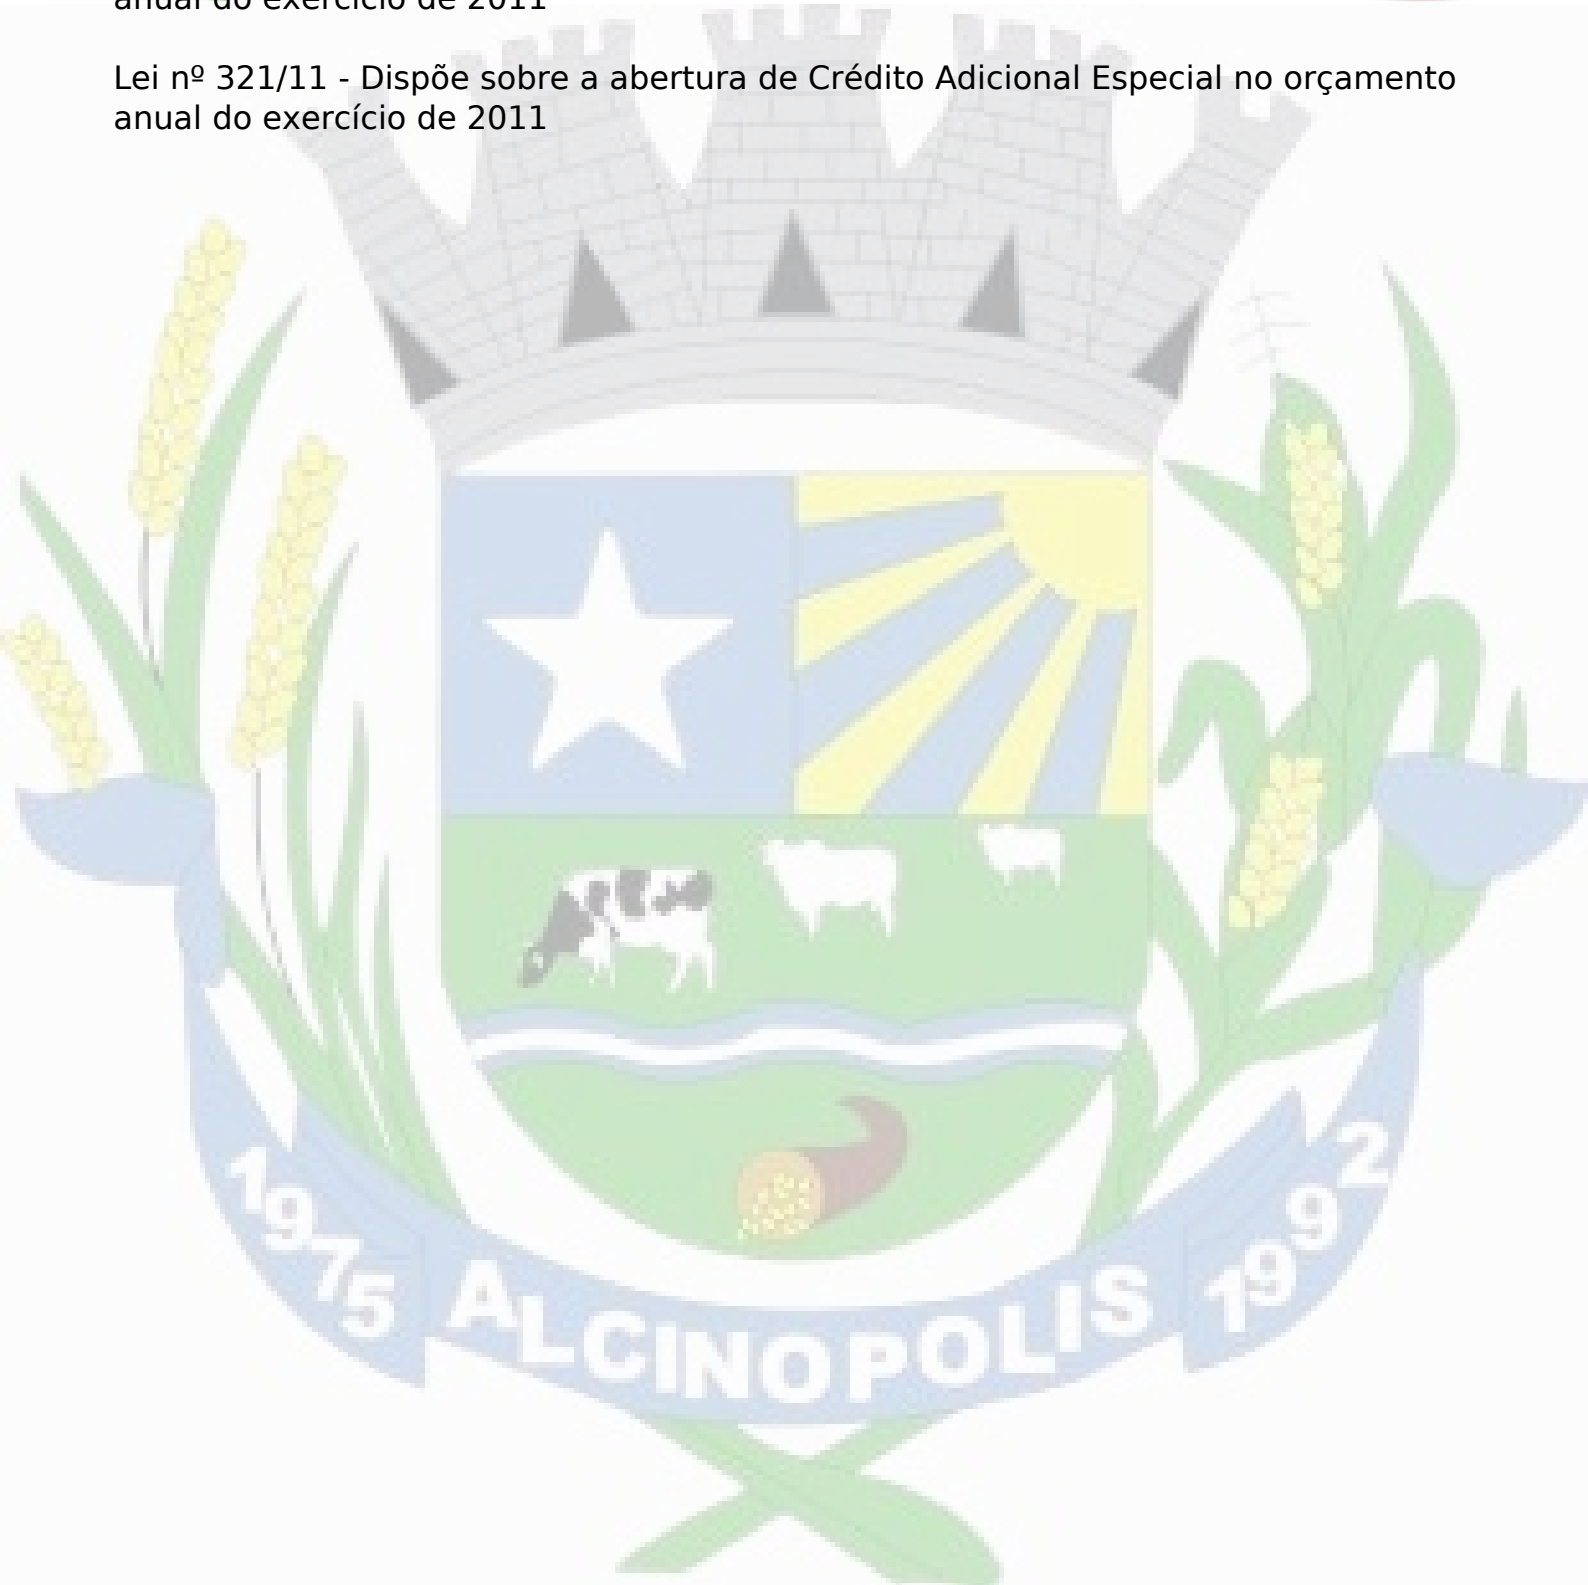 anual do exercício de 2011
Lei nº 321/11 - Dispõe sobre a abertura de Crédito Adicional Especial no orçamento
anual do exercício de 2011
1975 ALCINOPOLIS 1992